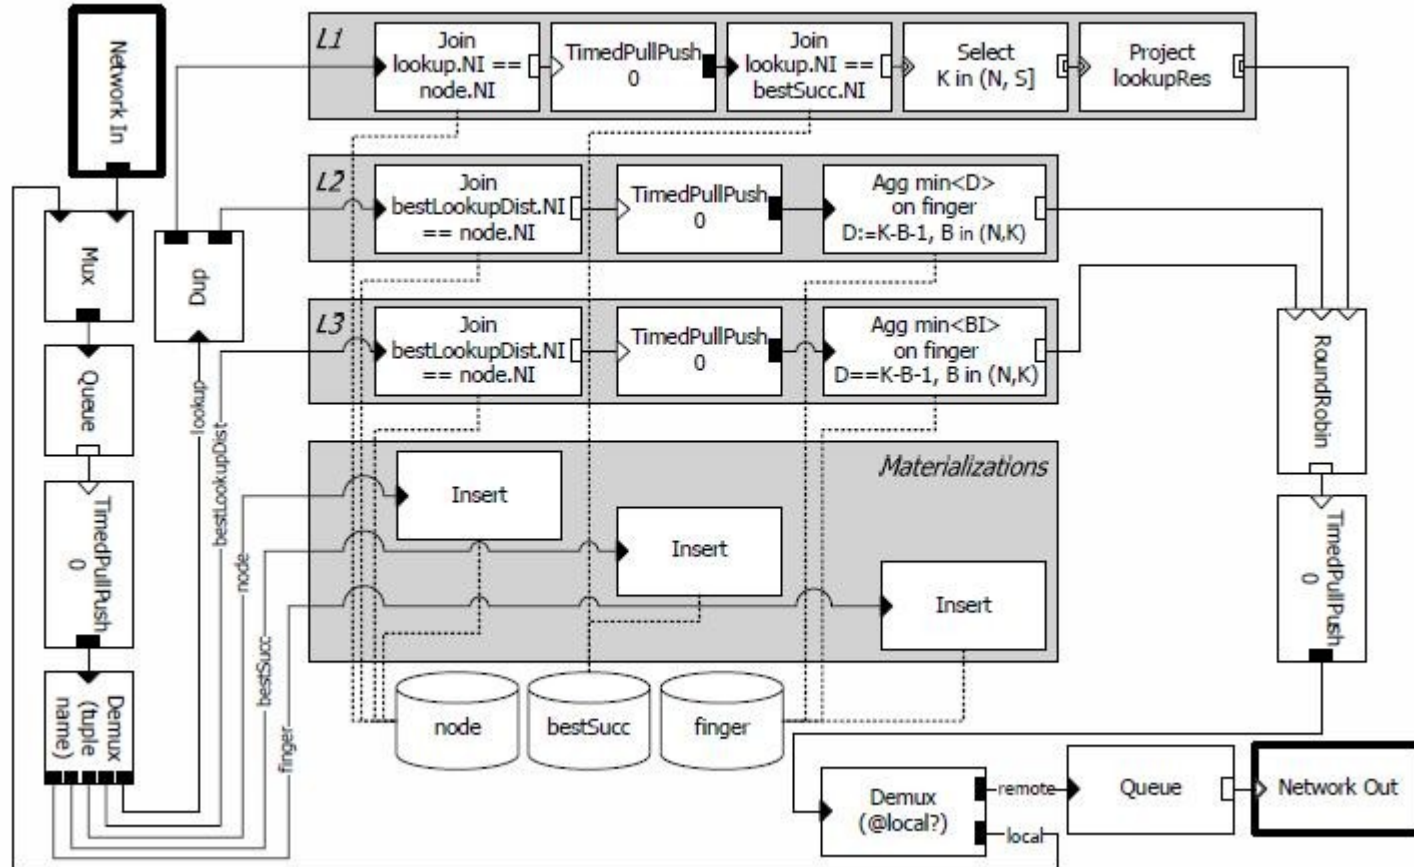 Network In
Mux
Queue
TimedPullPush
0
Demux
(tuple
name)
Dup
lookup
bestLookupDist
node
bestSucc
finger
L1
Join
lookup.NI ==
node.NI
TimedPullPush
0
Join
lookup.NI ==
bestSucc.NI
Select
K in (N, S]
Project
lookupRes
L2
Join
bestLookupDist.NI
== node.NI
TimedPullPush
0
Agg min<D>
on finger
D:=K-B-1, B in (N,K)
L3
Join
bestLookupDist.NI
== node.NI
TimedPullPush
0
Agg min<BI>
on finger
D==K-B-1, B in (N,K)
Materializations
Insert
Insert
Insert
node
bestSucc
finger
RoundRobin
TimedPullPush
0
Demux
(@local?)
remote
local
Queue
Network Out